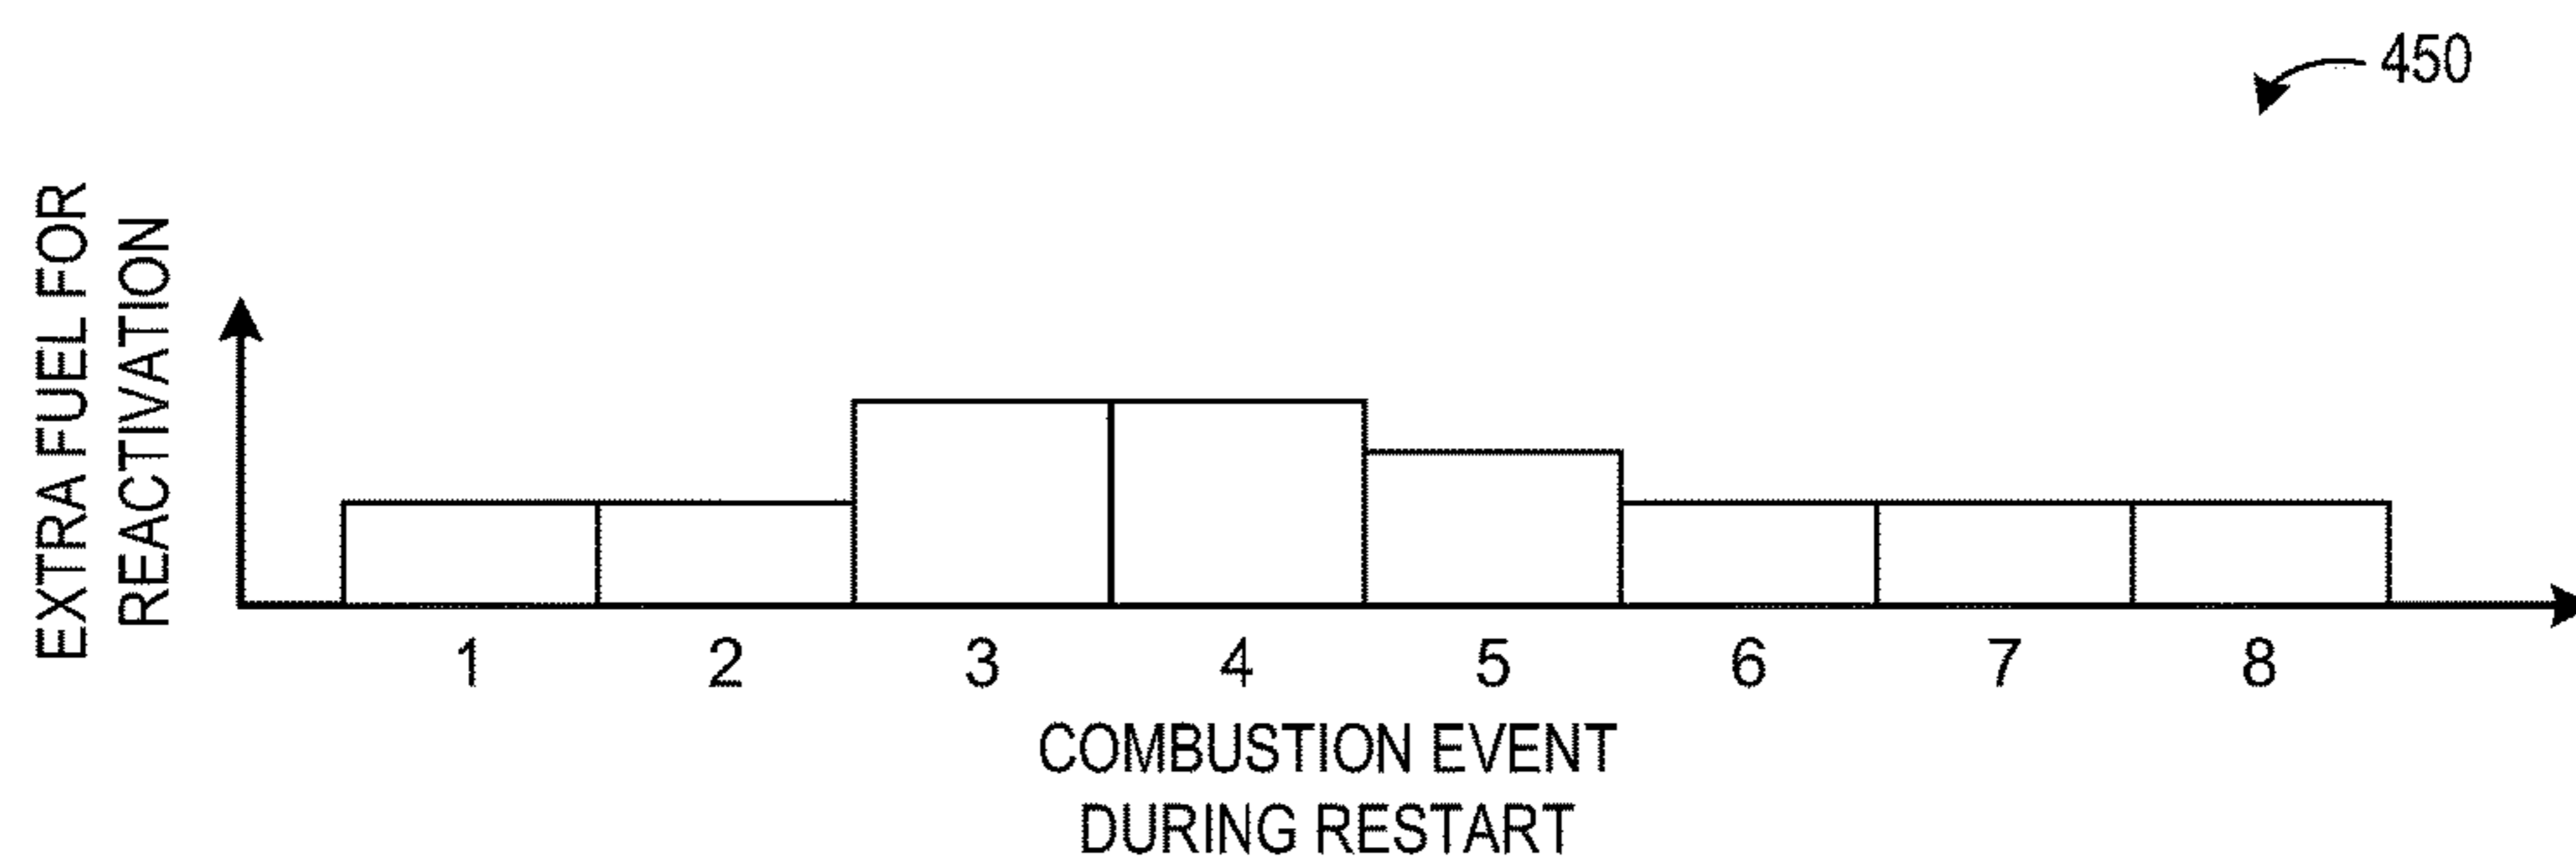 450
EXTRA FUEL FOR
REACTIVATION
1 2 3 4 5 6 7 8
COMBUSTION EVENT
DURING RESTART